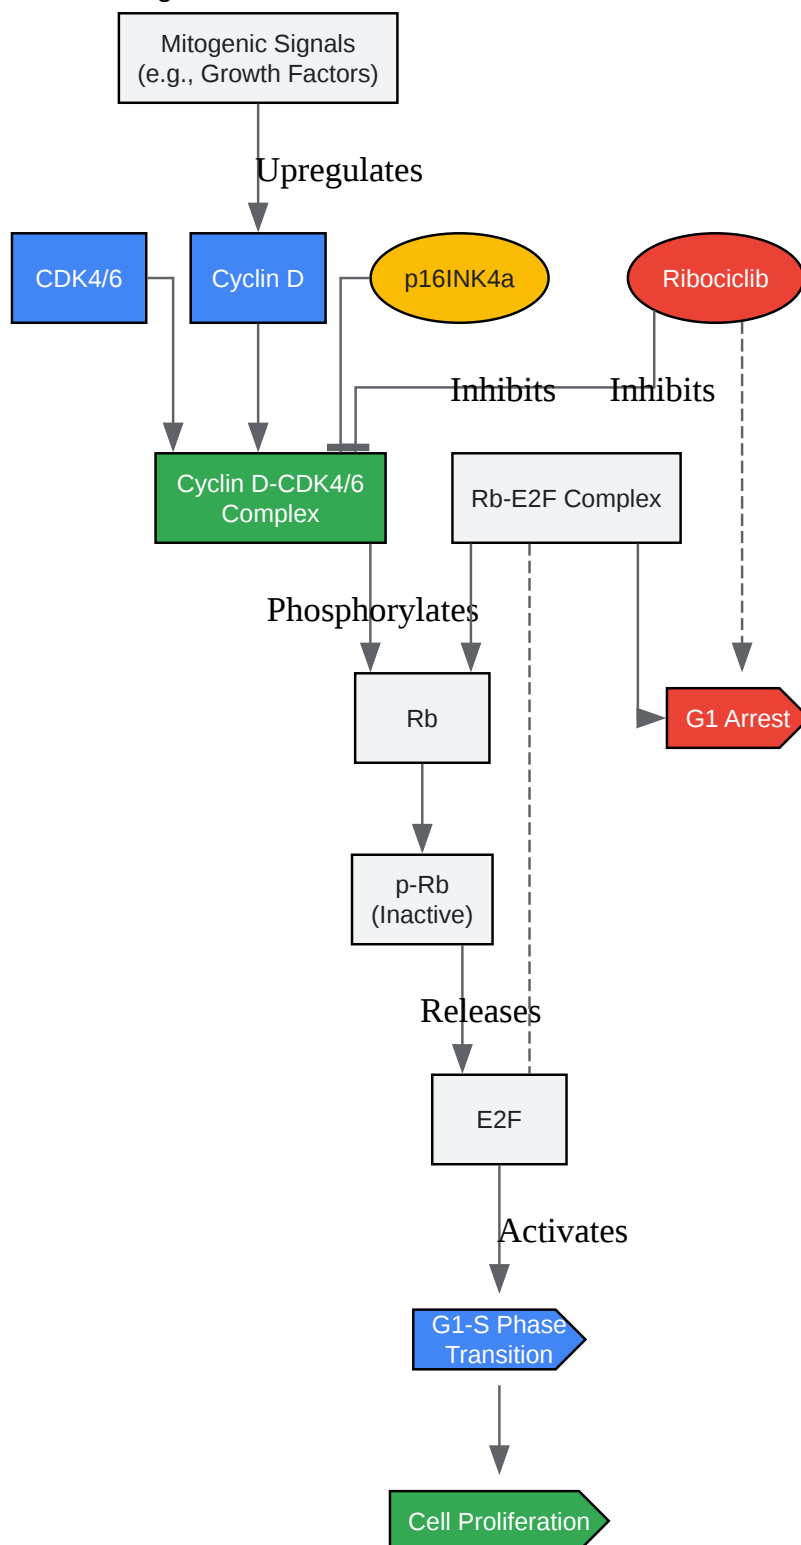 Mitogenic Signals
(e.g., Growth Factors)
Upregulates
CDK4/6
Cyclin D
p16INK4a
Ribociclib
Inhibits
Inhibits
Cyclin D-CDK4/6
Complex
Rb-E2F Complex
Phosphorylates
Rb
G1 Arrest
p-Rb
(Inactive)
Releases
E2F
Activates
G1-S Phase
Transition
Cell Proliferation